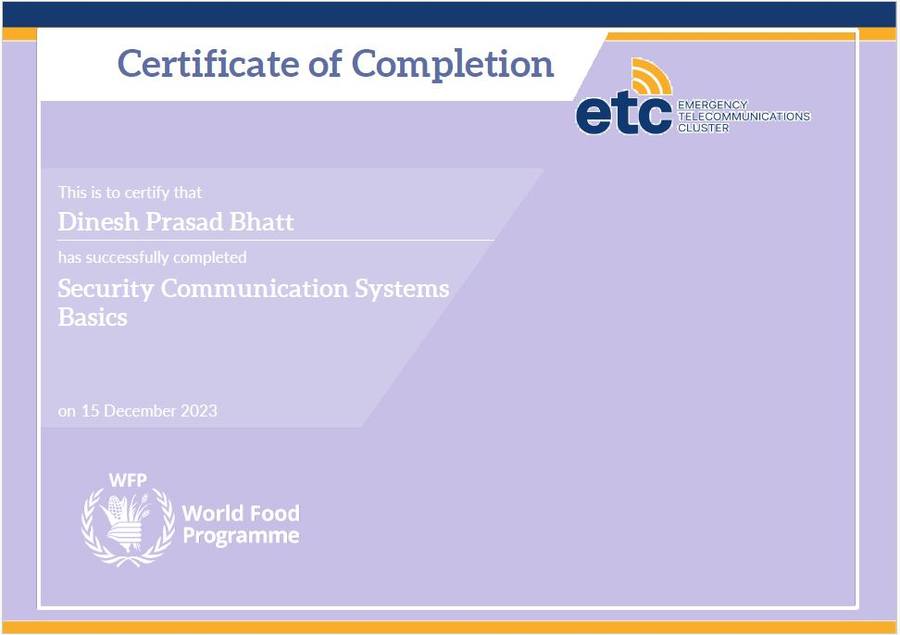 Certificate of Completion
etc
EMERGENCY
TELECOMMUNICATIONS
CLUSTER
This is to certify that
Dinesh Prasad Bhatt
has successfully completed
Security Communication Systems
Basics
on 15 December 2023
WFP
World Food
Programme